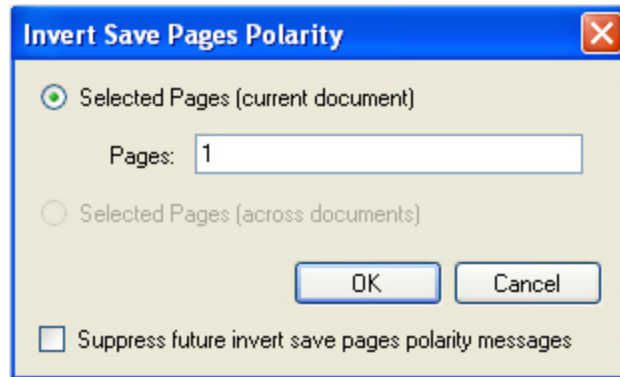 Invert Save Pages Polarity
Selected Pages (current document)
Pages: 1
Selected Pages (across documents)
OK Cancel
Suppress future invert save pages polarity messages